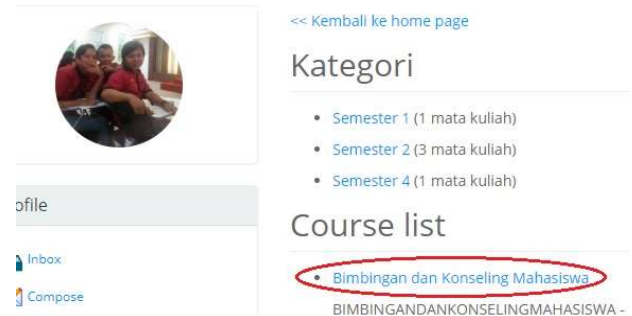 << Kembali ke home page
Kategori
Semester 1 (1 mata kuliah)
Semester 2 (3 mata kuliah)
Semester 4 (1 mata kuliah)
ofile
Inbox
Compose
Course list
Bimbingan dan Konseling Mahasiswa
BIMBINGANDANKONSELINGMAHASISWA -